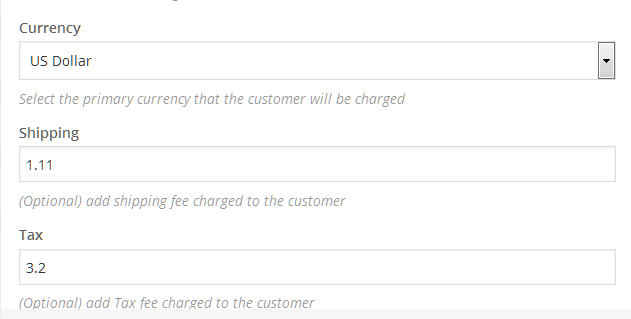 Currency
US Dollar
Select the primary currency that the customer will be charged
Shipping
1.11
(Optional) add shipping fee charged to the customer
Tax
3.2
(Optional) add Tax fee charged to the customer